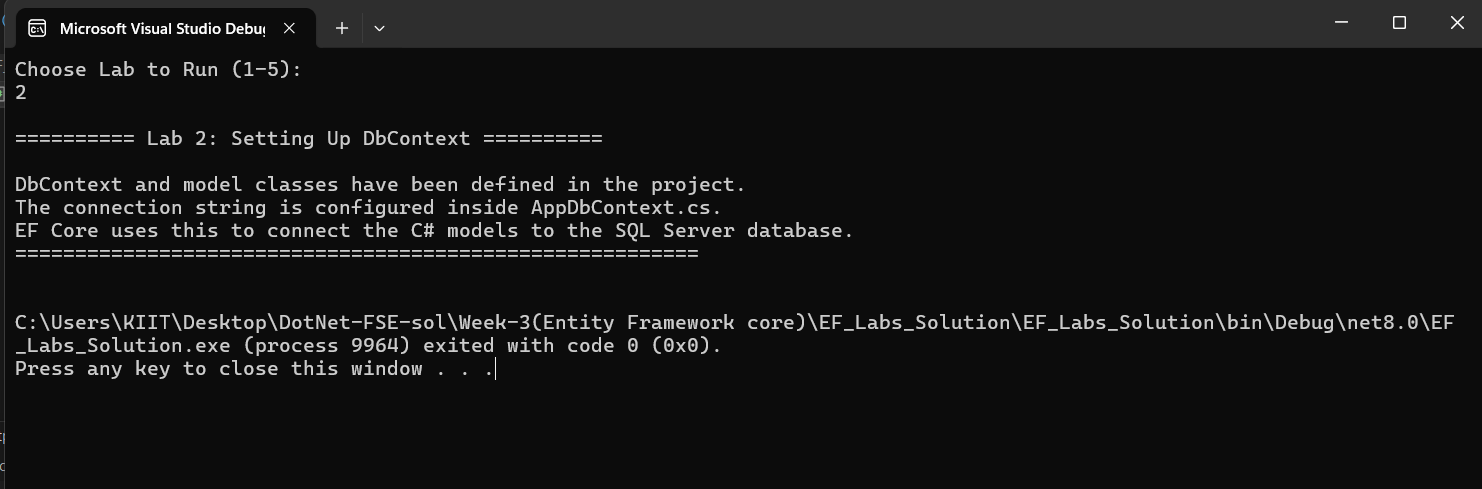 Microsoft Visual Studio Debu
Choose Lab to Run (1-5):
2
========== Lab 2: Setting Up DbContext ==========
DbContext and model classes have been defined in the project.
The connection string is configured inside AppDbContext.cs.
EF Core uses this to connect the C# models to the SQL Server database.
=========================================================
C:\Users\KIIT\Desktop\DotNet-FSE-sol\Week-3(Entity Framework core)\EF_Labs_Solution\EF_Labs_Solution\bin\Debug\net8.0\EF
_Labs_Solution.exe (process 9964) exited with code 0 (0x0).
Press any key to close this window . . .